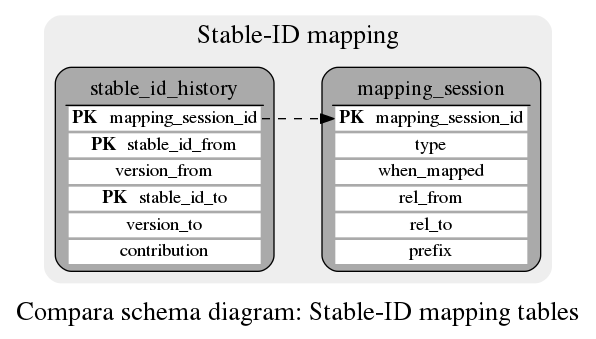 Stable-ID mapping
stable_id_history
PK mapping_session_id
PK stable_id_from
version_from
PK stable_id_to
version_to
contribution
mapping_session
PK mapping_session_id
type
when_mapped
rel_from
rel_to
prefix
Compara schema diagram: Stable-ID mapping tables